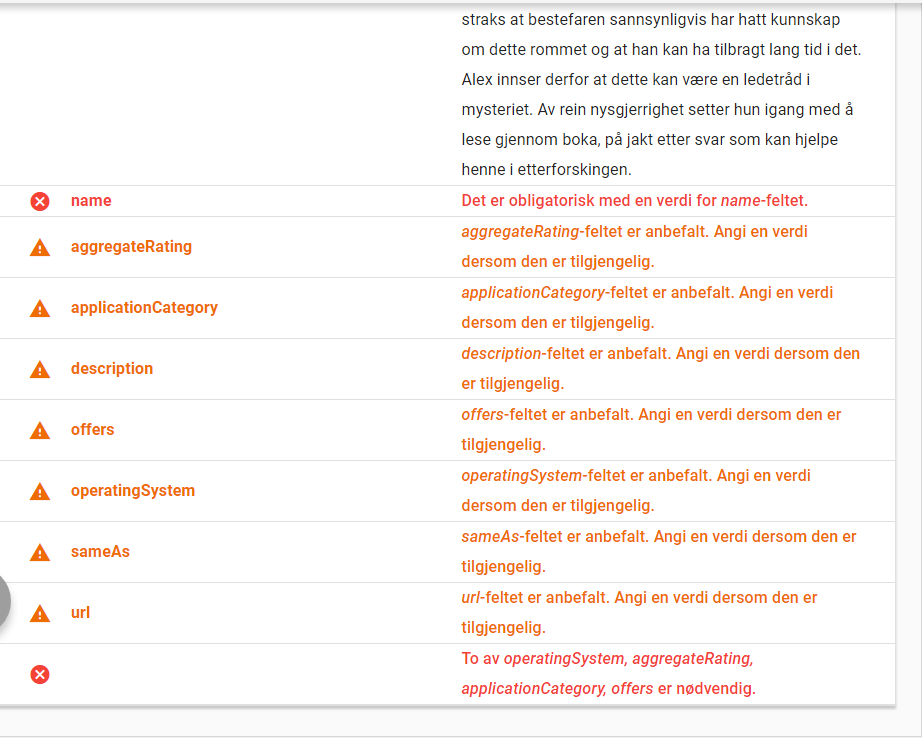 straks at bestefaren sannsynligvis har hatt kunnskap
om dette rommet og at han kan ha tilbragt lang tid i det.
Alex innser derfor at dette kan være en ledetråd i
mysteriet. Av rein nysgjerrighet setter hun igang med å
lese gjennom boka, på jakt etter svar som kan hjelpe
henne i etterforskingen.
name
Det er obligatorisk med en verdi for name-feltet.
aggregateRating
aggregateRating-feltet er anbefalt. Angi en verdi
dersom den er tilgjengelig.
applicationCategory
applicationCategory-feltet er anbefalt. Angi en verdi
dersom den er tilgjengelig.
description
description-feltet er anbefalt. Angi en verdi dersom den
er tilgjengelig.
offers
offers-feltet er anbefalt. Angi en verdi dersom den er
tilgjengelig.
operatingSystem
operatingSystem-feltet er anbefalt. Angi en verdi
dersom den er tilgjengelig.
sameAs
sameAs-feltet er anbefalt. Angi en verdi dersom den er
tilgjengelig.
url
url-feltet er anbefalt. Angi en verdi dersom den er
tilgjengelig.
To av operatingSystem, aggregateRating,
applicationCategory, offers er nødvendig.